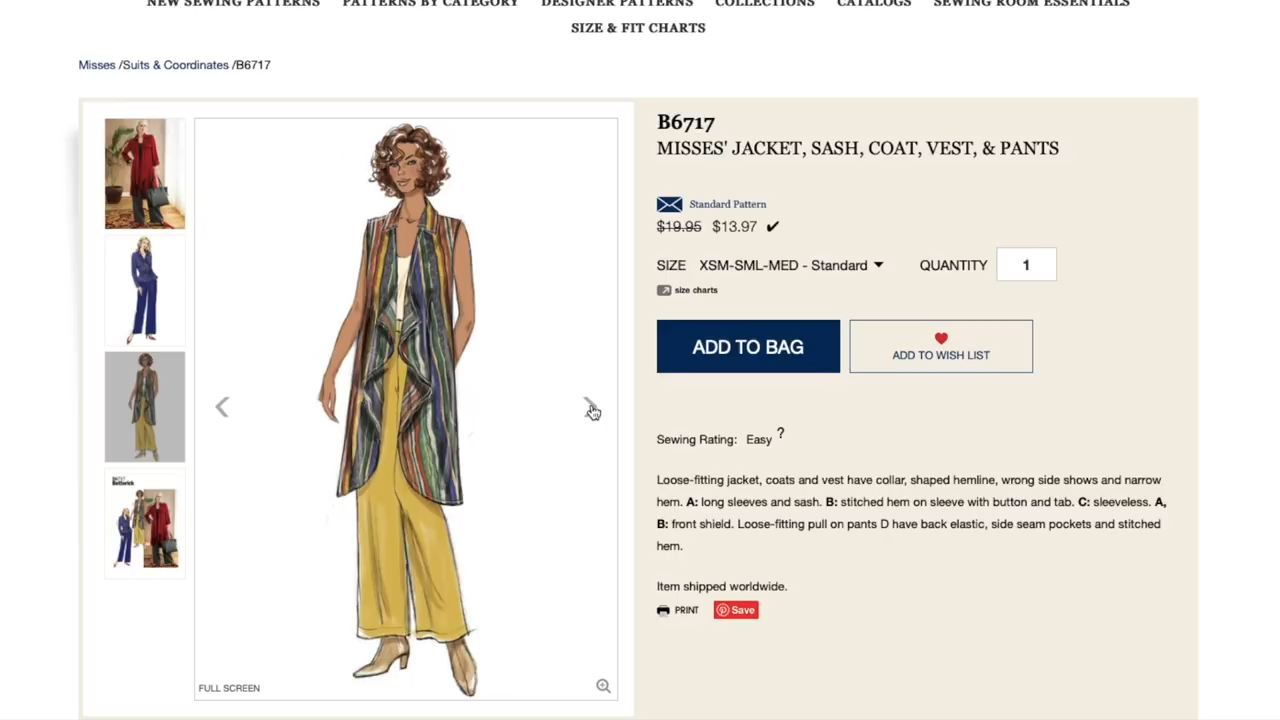 NEW SEWING PATTERNS PATTERNS BY CATEGORY DESIGNER PATTERNS COLLECTIONS CATALOGS SEWING ROOM ESSENTIALS
SIZE & FIT CHARTS
Misses /Suits & Coordinates /B6717
B6717
MISSES' JACKET, SASH, COAT, VEST, & PANTS
Standard Pattern
$19.95 $13.97 ✔
SIZE XSM-SML-MED - Standard QUANTITY 1
size charts
ADD TO BAG
ADD TO WISH LIST
Sewing Rating: Easy ?
Loose-fitting jacket, coats and vest have collar, shaped hemline, wrong side shows and narrow
hem. A: long sleeves and sash. B: stitched hem on sleeve with button and tab. C: sleeveless. A,
B: front shield. Loose-fitting pull on pants D have back elastic, side seam pockets and stitched
hem.
Item shipped worldwide.
PRINT Save
Butterick
FULL SCREEN